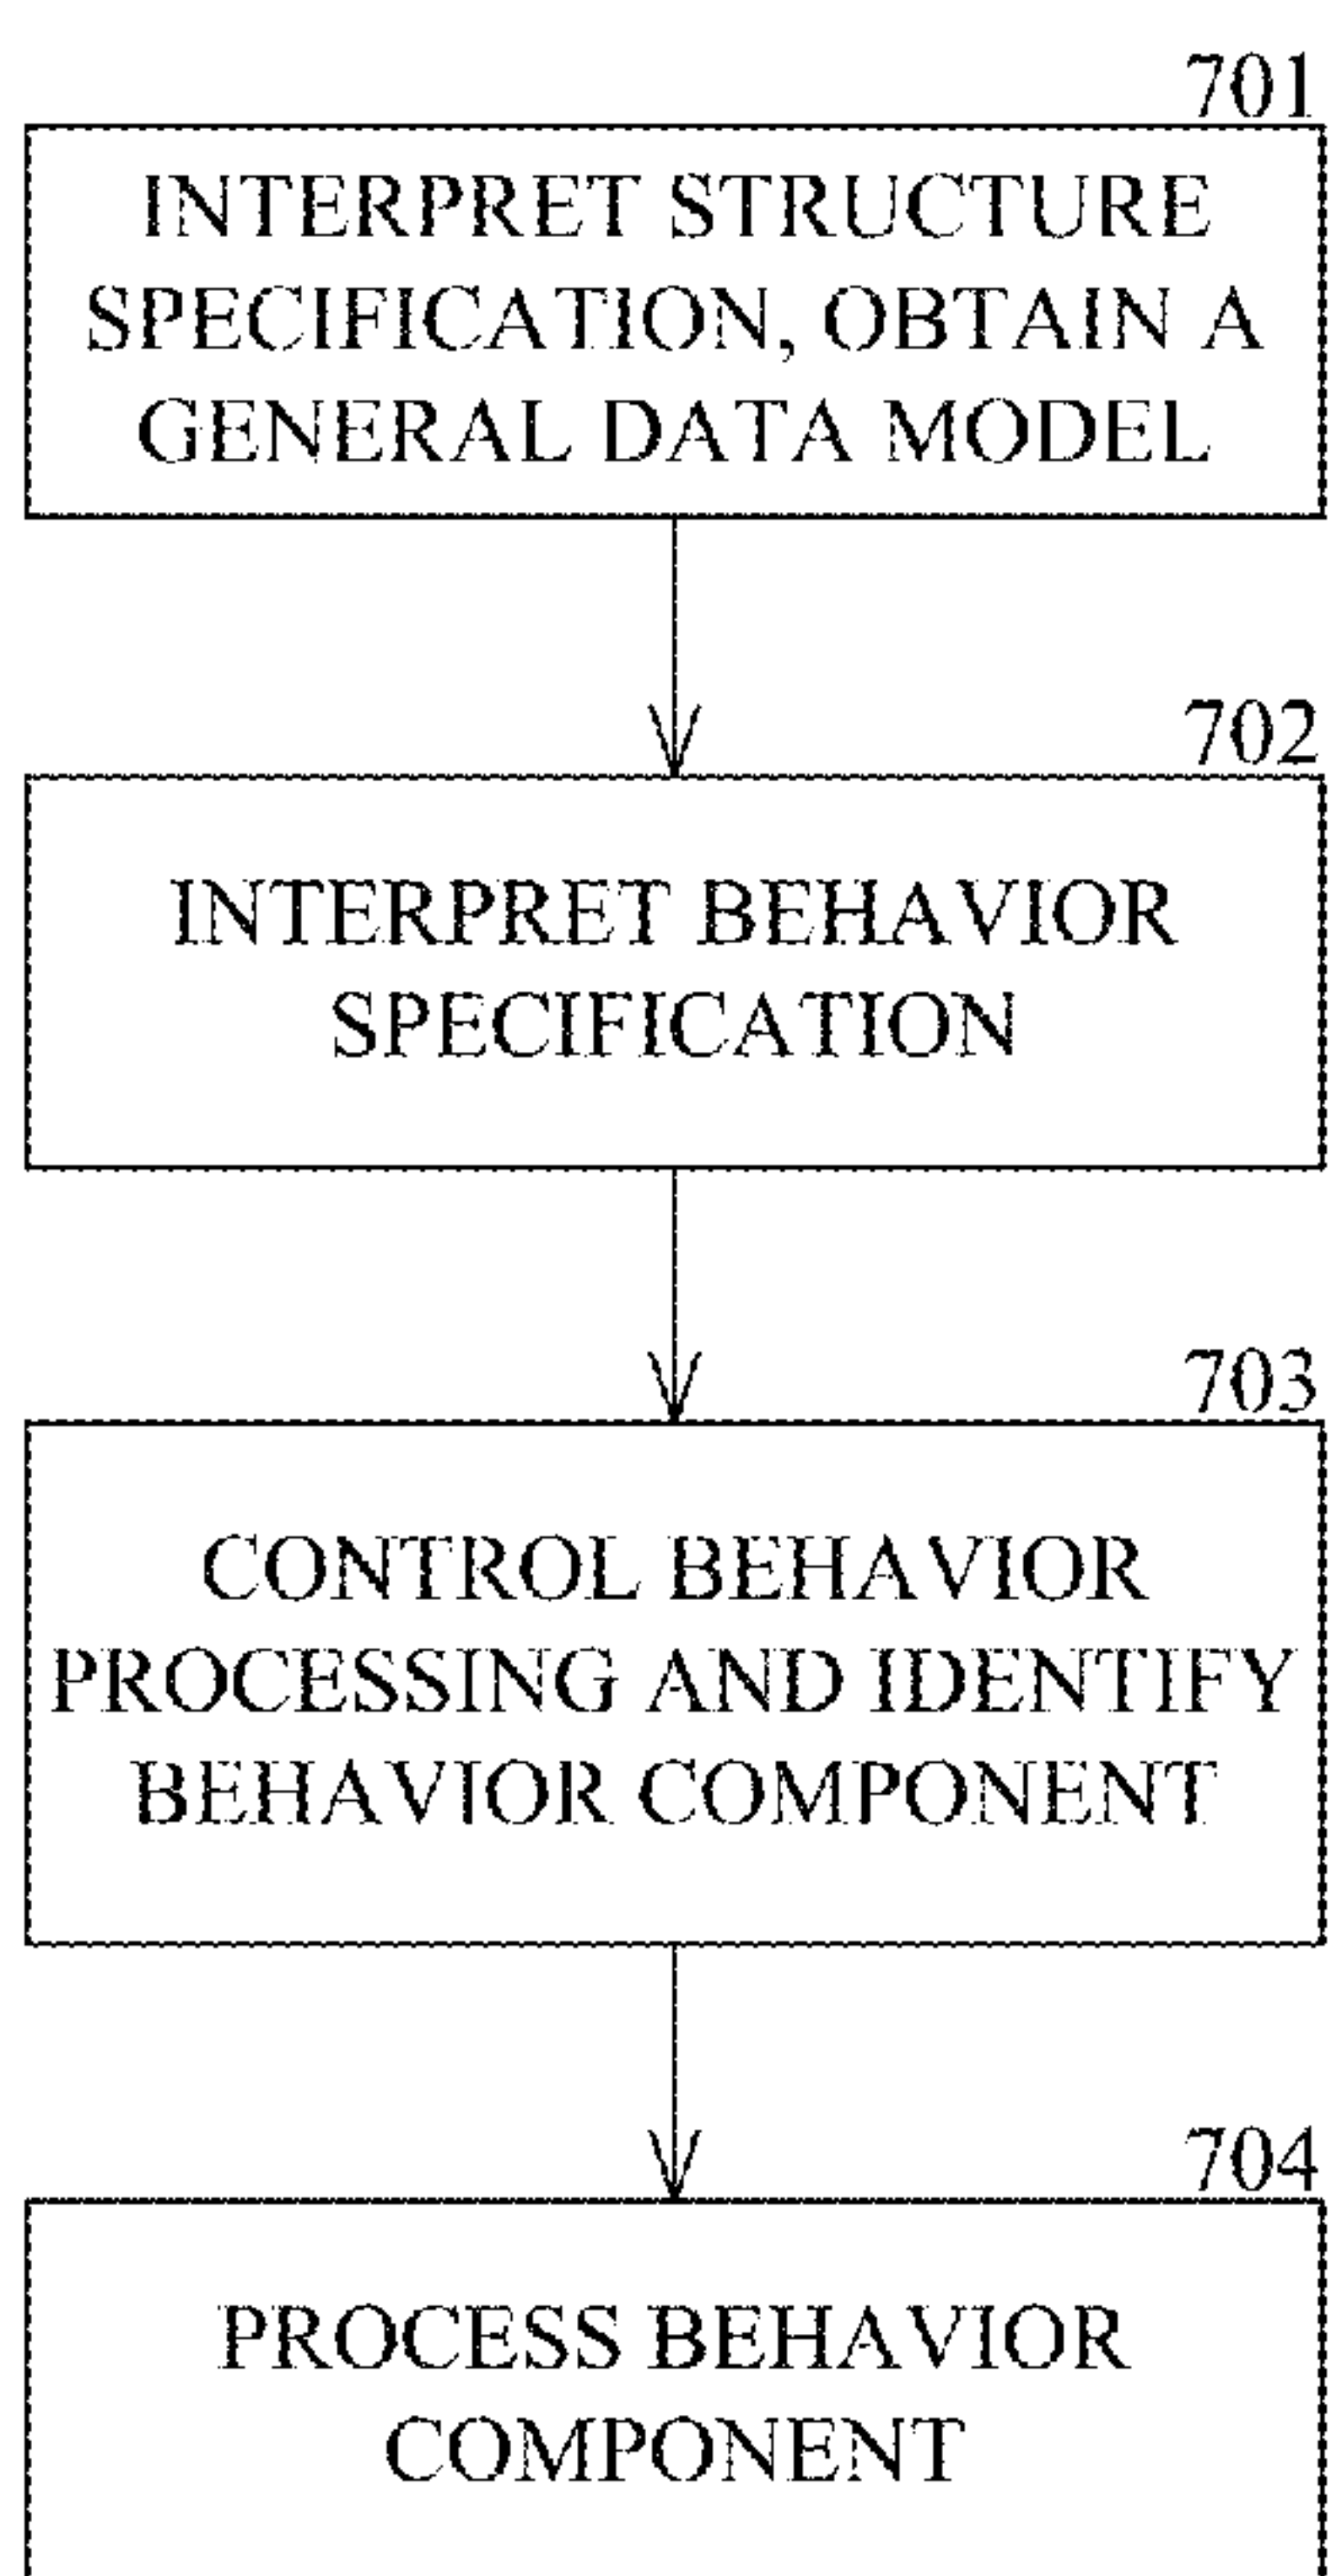 701
INTERPRET STRUCTURE
SPECIFICATION, OBTAIN A
GENERAL DATA MODEL
702
INTERPRET BEHAVIOR
SPECIFICATION
703
CONTROL BEHAVIOR
PROCESSING AND IDENTIFY
BEHAVIOR COMPONENT
704
PROCESS BEHAVIOR
COMPONENT